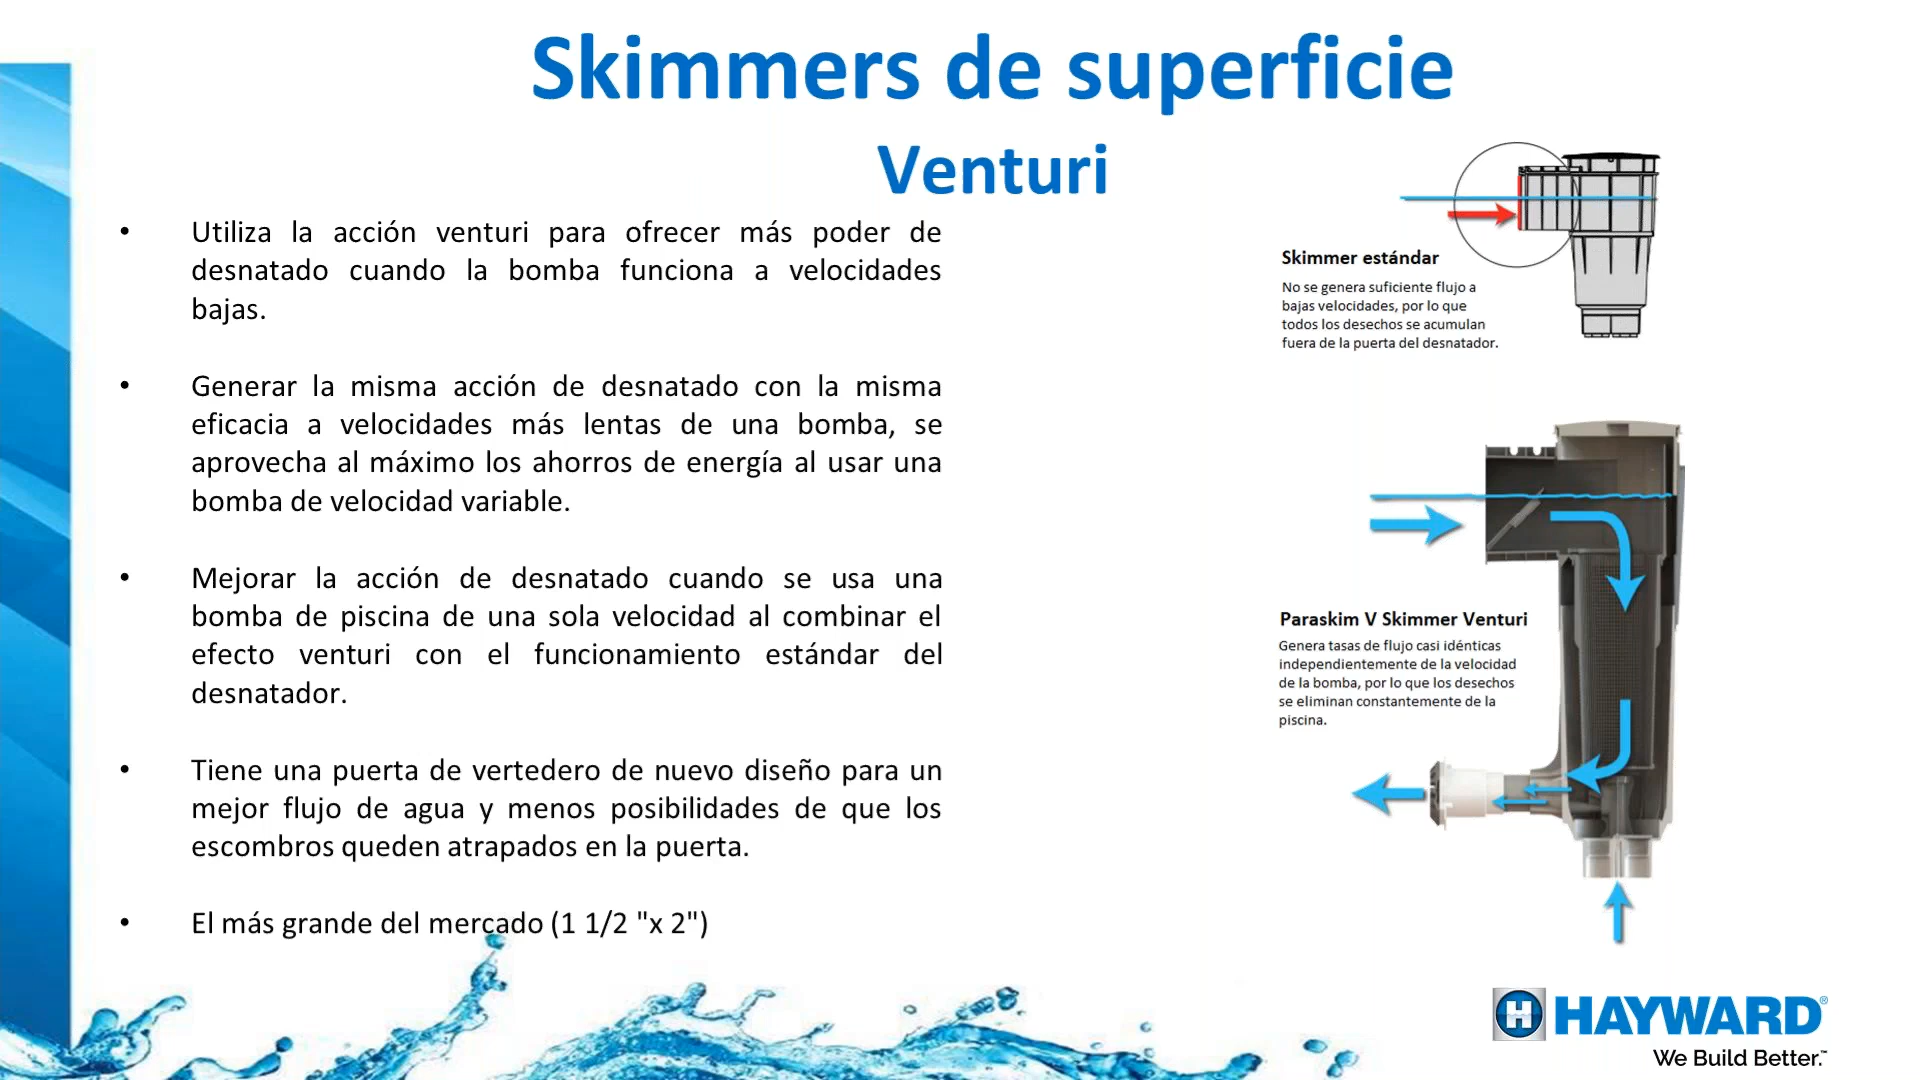 Skimmers de superficie
Venturi
• Utiliza la acción venturi para ofrecer más poder de
desnatado cuando la bomba funciona a velocidades
bajas.
• Generar la misma acción de desnatado con la misma
eficacia a velocidades más lentas de una bomba, se
aprovecha al máximo los ahorros de energía al usar una
bomba de velocidad variable.
• Mejorar la acción de desnatado cuando se usa una
bomba de piscina de una sola velocidad al combinar el
efecto venturi con el funcionamiento estándar del
desnatador.
• Tiene una puerta de vertedero de nuevo diseño para un
mejor flujo de agua y menos posibilidades de que los
escombros queden atrapados en la puerta.
• El más grande del mercado (1 1/2 "x 2")
Skimmer estándar
No se genera suficiente flujo a
bajas velocidades, por lo que
todos los desechos se acumulan
fuera de la puerta del desnatador.
Paraskim V Skimmer Venturi
Genera tasas de flujo casi idénticas
independientemente de la velocidad
de la bomba, por lo que los desechos
se eliminan constantemente de la
piscina.
H HAYWARD®
We Build Better.™